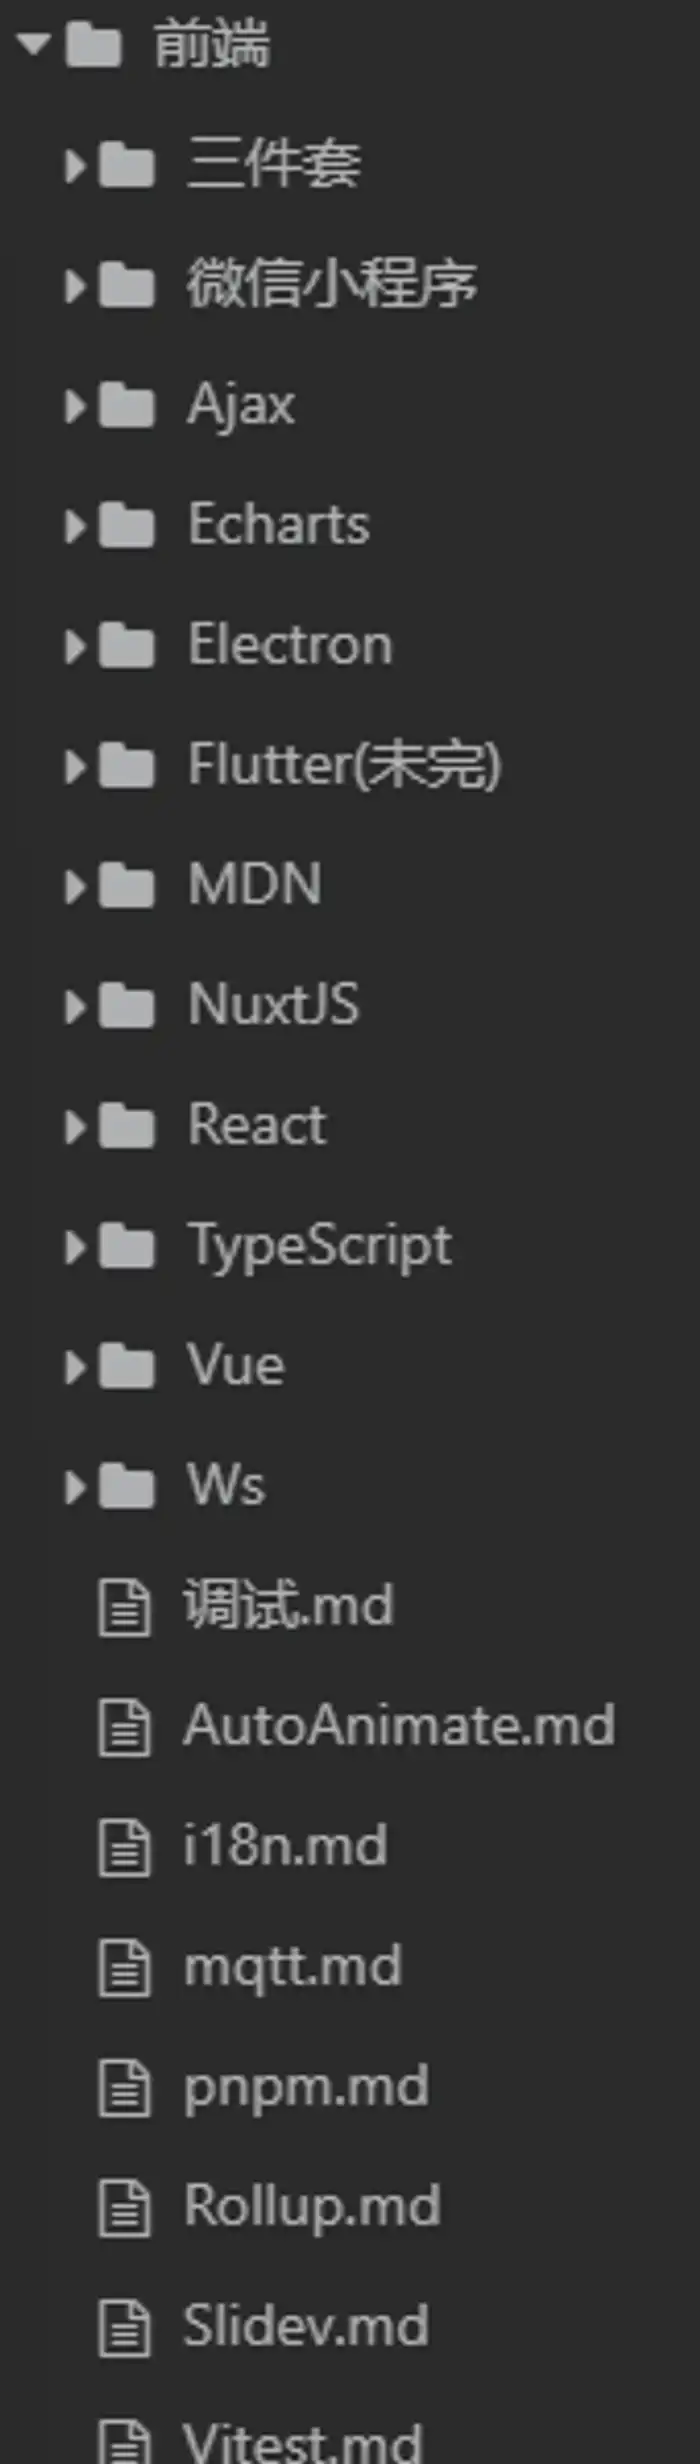 前端
三件套
微信小程序
Ajax
Echarts
Electron
Flutter(未完)
MDN
NuxtJS
React
TypeScript
Vue
Ws
调试.md
AutoAnimate.md
i18n.md
mqtt.md
pnpm.md
Rollup.md
Slidev.md
Vitest.md